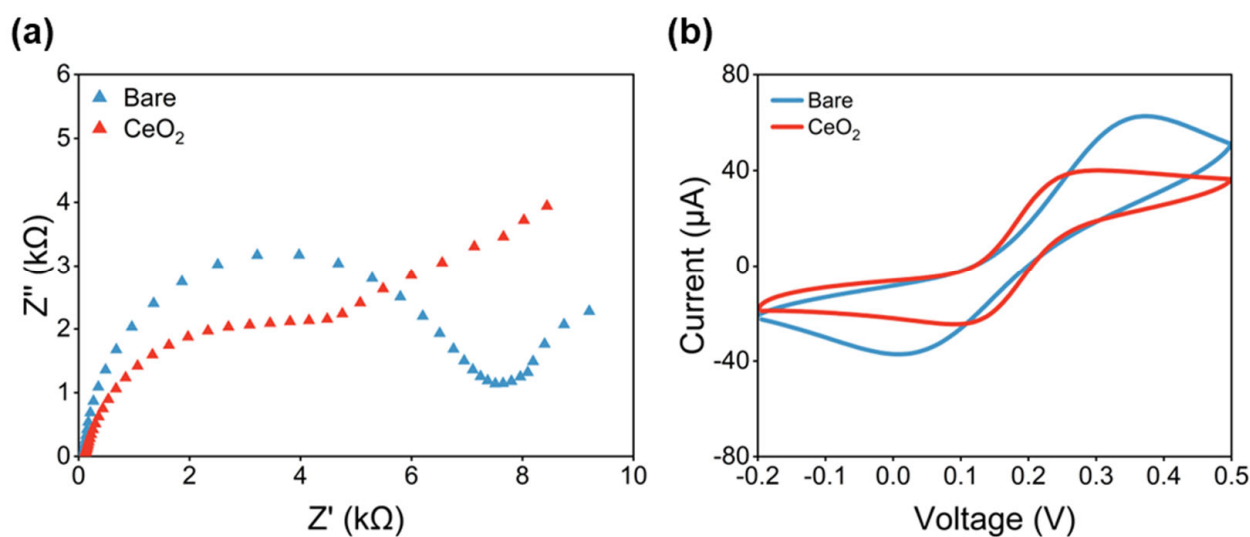 (a)
6
5
4
3
2
1
0
Z'' (kΩ)
Bare
CeO₂
0 2 4 6 8 10
Z' (kΩ)
(b)
80
40
0
-40
-80
Current (µA)
Bare
CeO₂
-0.2 -0.1 0.0 0.1 0.2 0.3 0.4 0.5
Voltage (V)